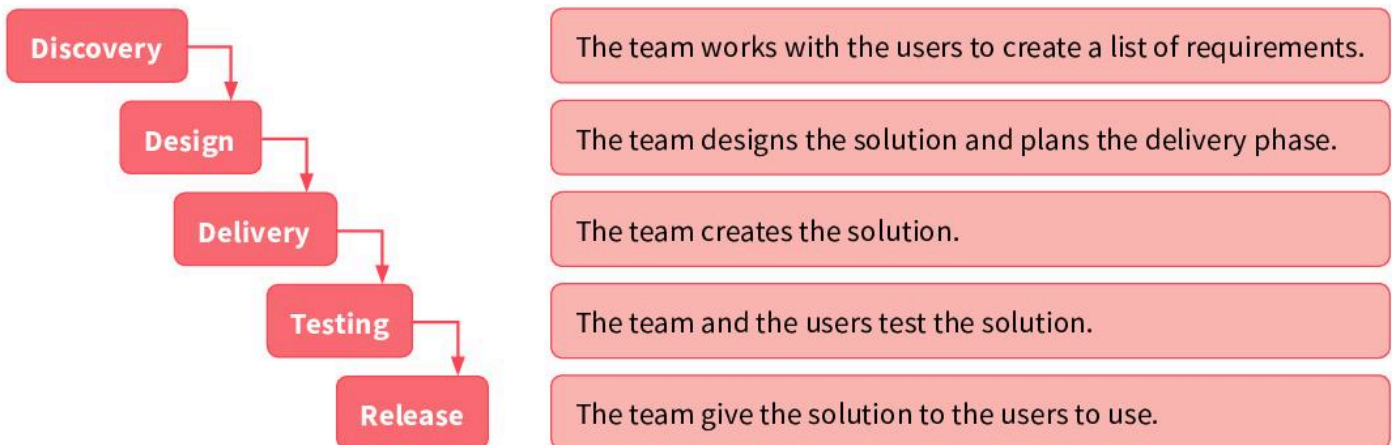 Discovery
The team works with the users to create a list of requirements.
Design
The team designs the solution and plans the delivery phase.
Delivery
The team creates the solution.
Testing
The team and the users test the solution.
Release
The team give the solution to the users to use.